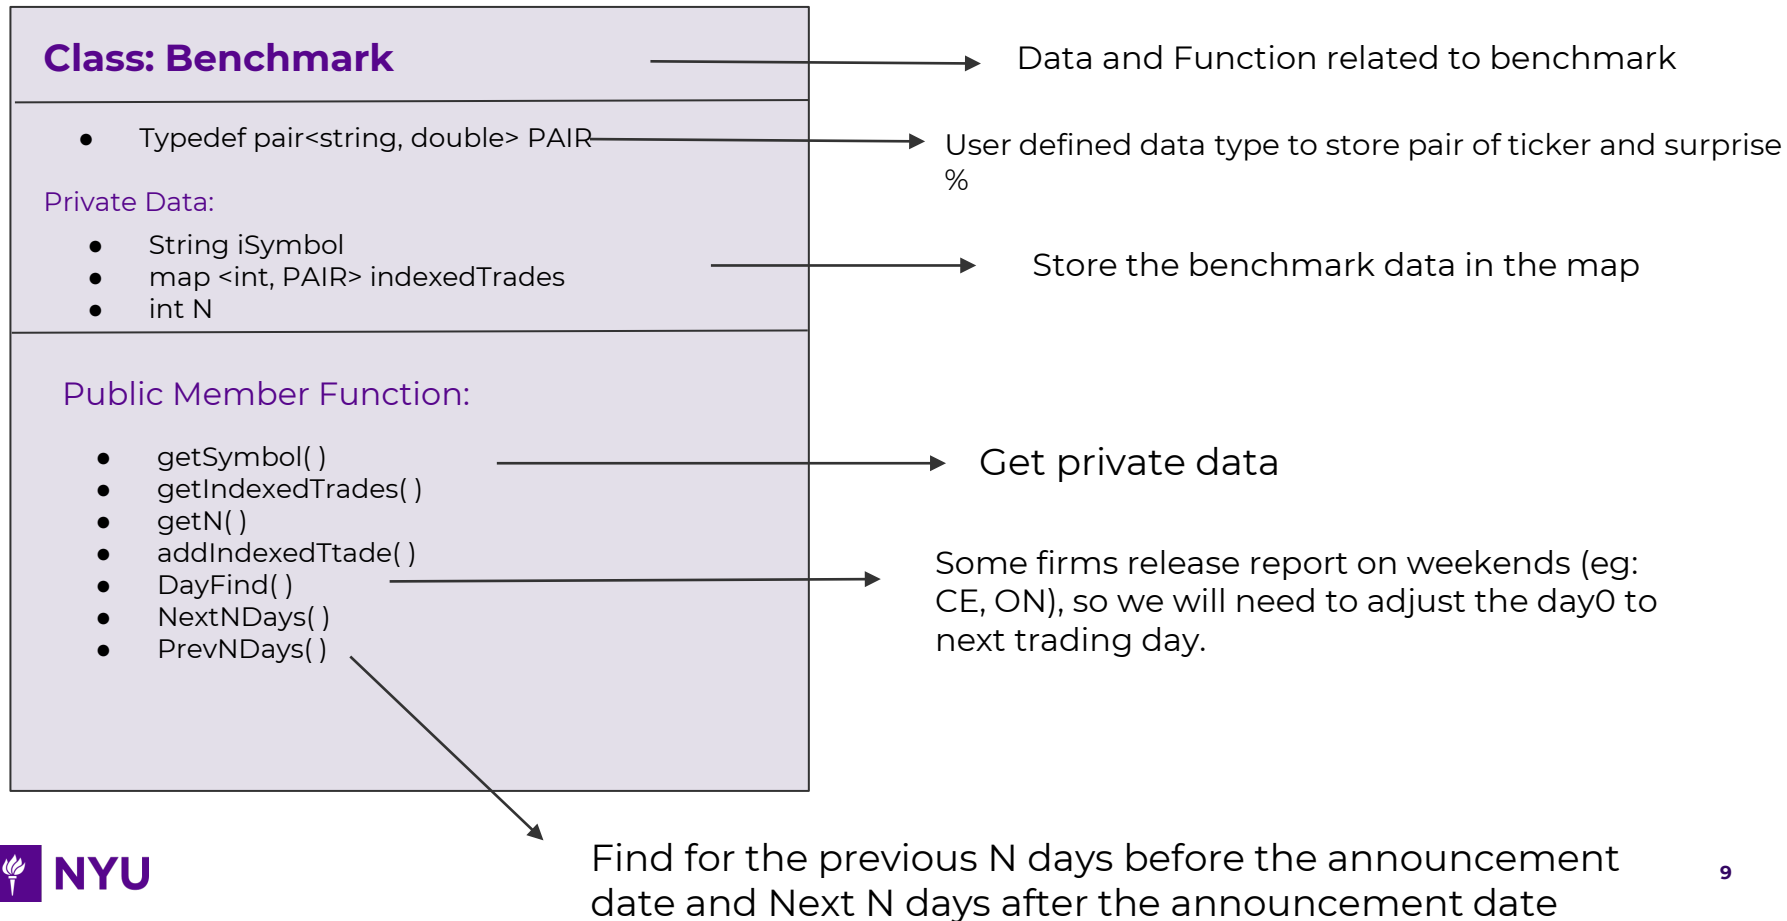 Class: Benchmark
Data and Function related to benchmark
● Typedef pair<string, double> PAIR
User defined data type to store pair of ticker and surprise
%
Private Data:
● String iSymbol
● map <int, PAIR> indexedTrades
● int N
Store the benchmark data in the map
Public Member Function:
● getSymbol( )
● getIndexedTrades( )
● getN( )
● addIndexedTtade( )
● DayFind( )
● NextNDays( )
● PrevNDays( )
Get private data
Some firms release report on weekends (eg:
CE, ON), so we will need to adjust the day0 to
next trading day.
Find for the previous N days before the announcement
date and Next N days after the announcement date
NYU
9